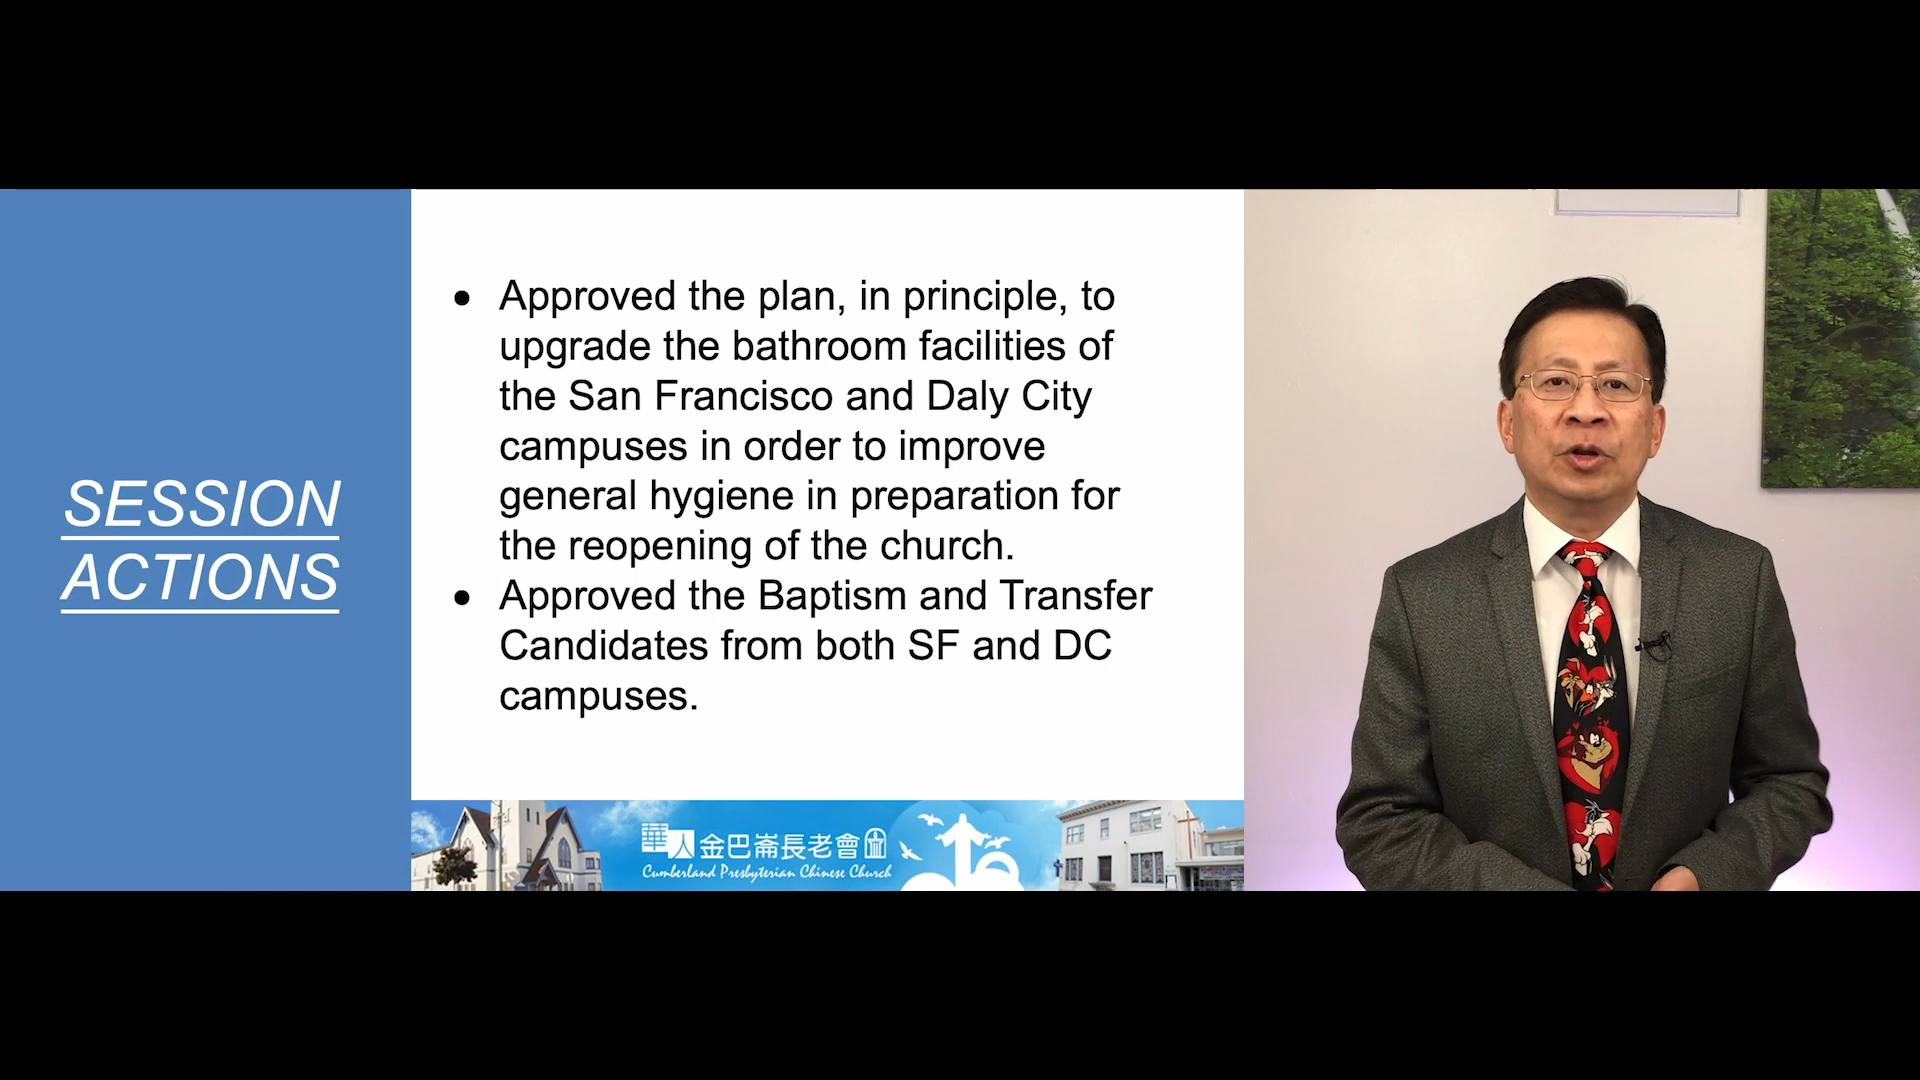 SESSION
ACTIONS
● Approved the plan, in principle, to
upgrade the bathroom facilities of
the San Francisco and Daly City
campuses in order to improve
general hygiene in preparation for
the reopening of the church.
● Approved the Baptism and Transfer
Candidates from both SF and DC
campuses.
華人金巴崙長老會
Cumberland Presbyterian Chinese Church